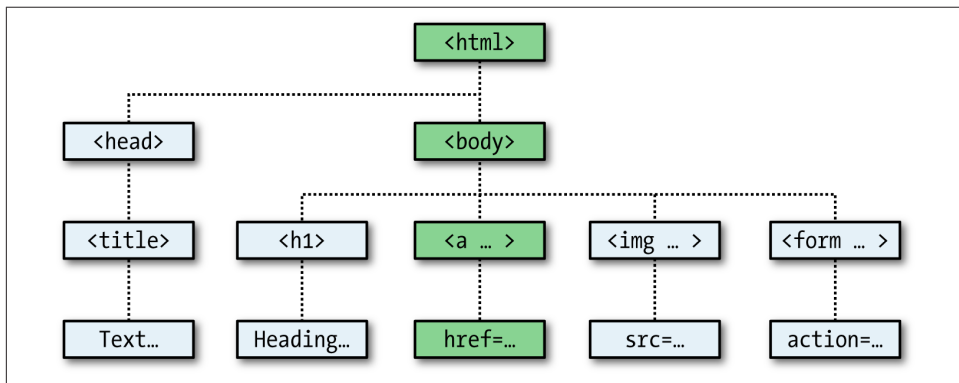 <html>
<head>
<body>
<title>
<h1>
<a … >
<img … >
<form … >
Text…
Heading…
href=…
src=…
action=…